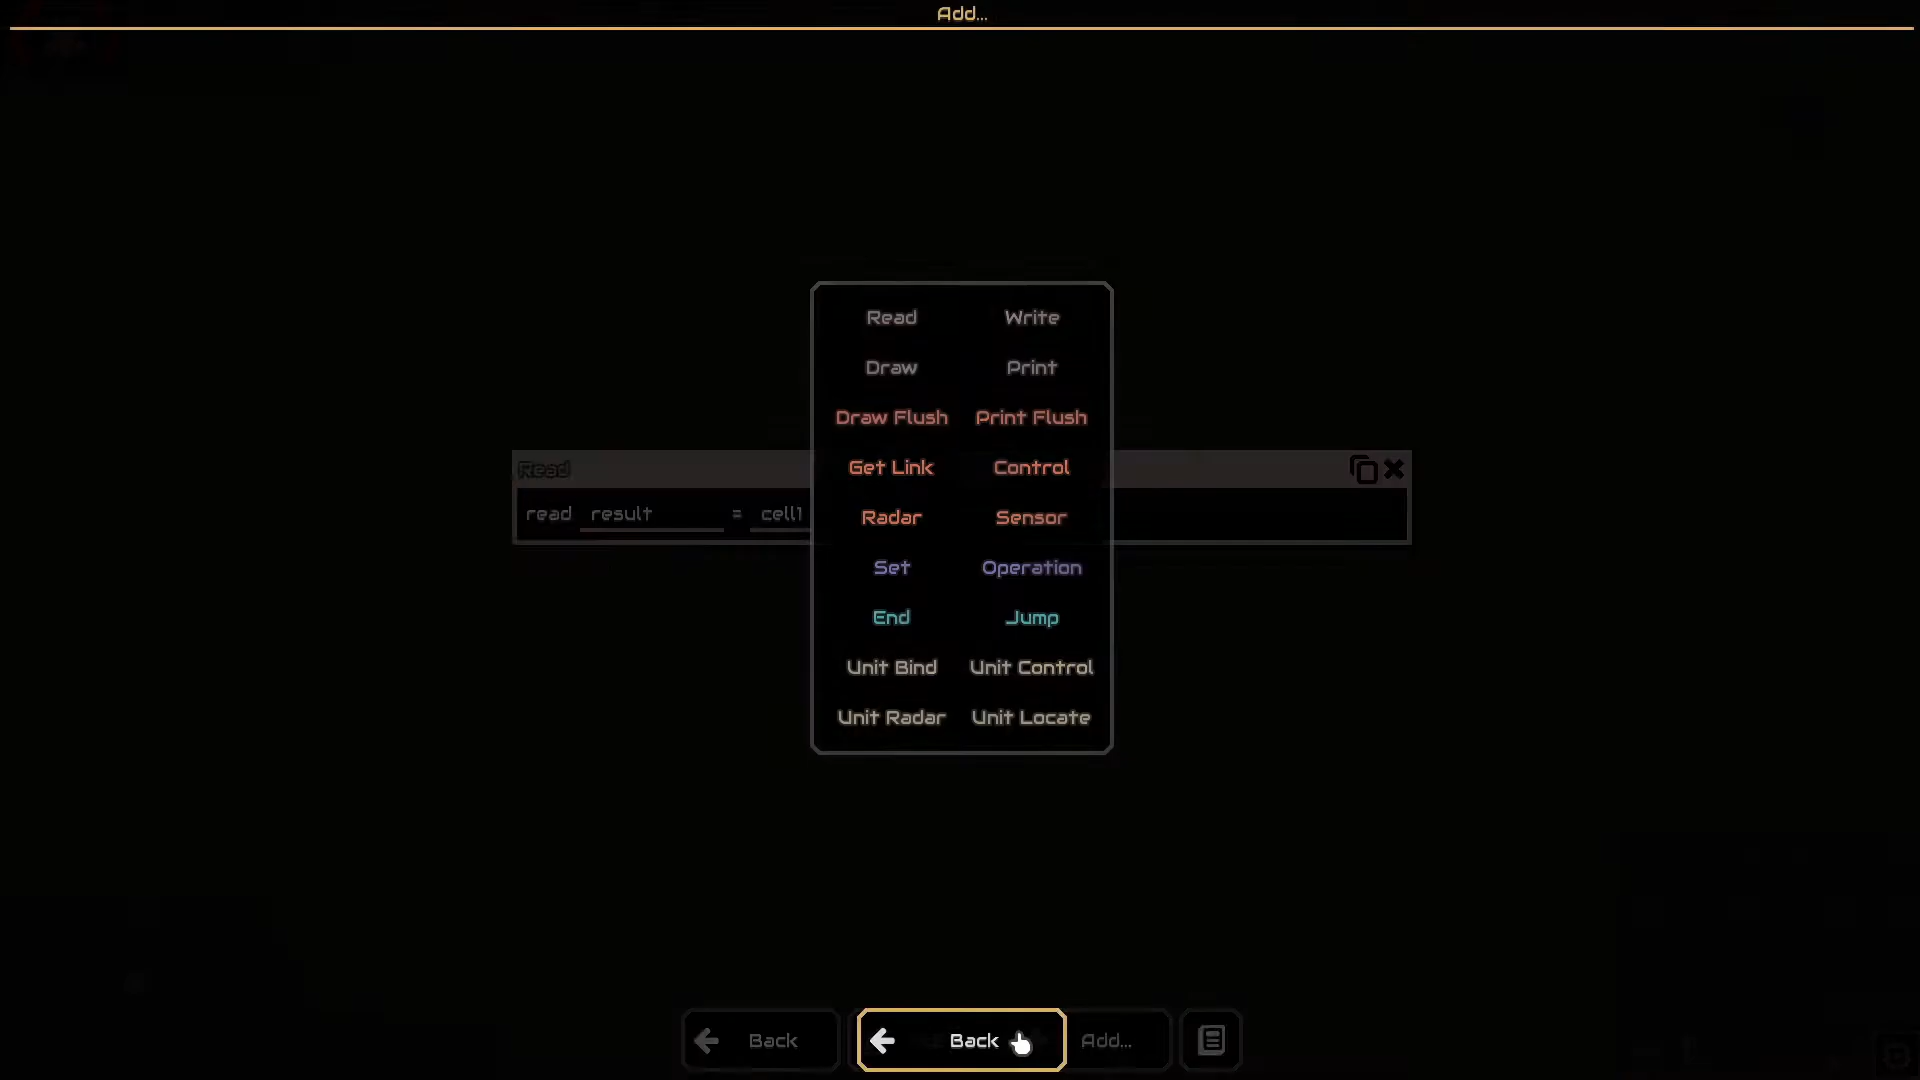 Add...
Read Write
Draw Print
Draw Flush Print Flush
Get Link Control
Read
Radar Sensor
read result = cell1
Set Operation
End Jump
Unit Bind Unit Control
Unit Radar Unit Locate
Back Back Add...